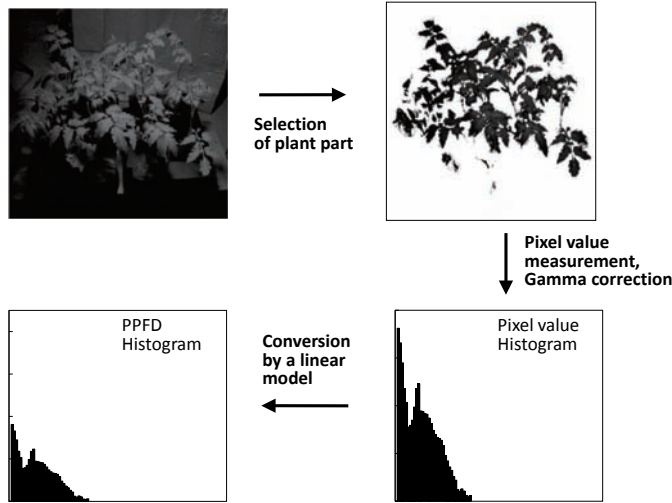 Selection
of plant part
Pixel value
measurement,
Gamma correction
Pixel value
Histogram
Conversion
by a linear
model
PPFD
Histogram